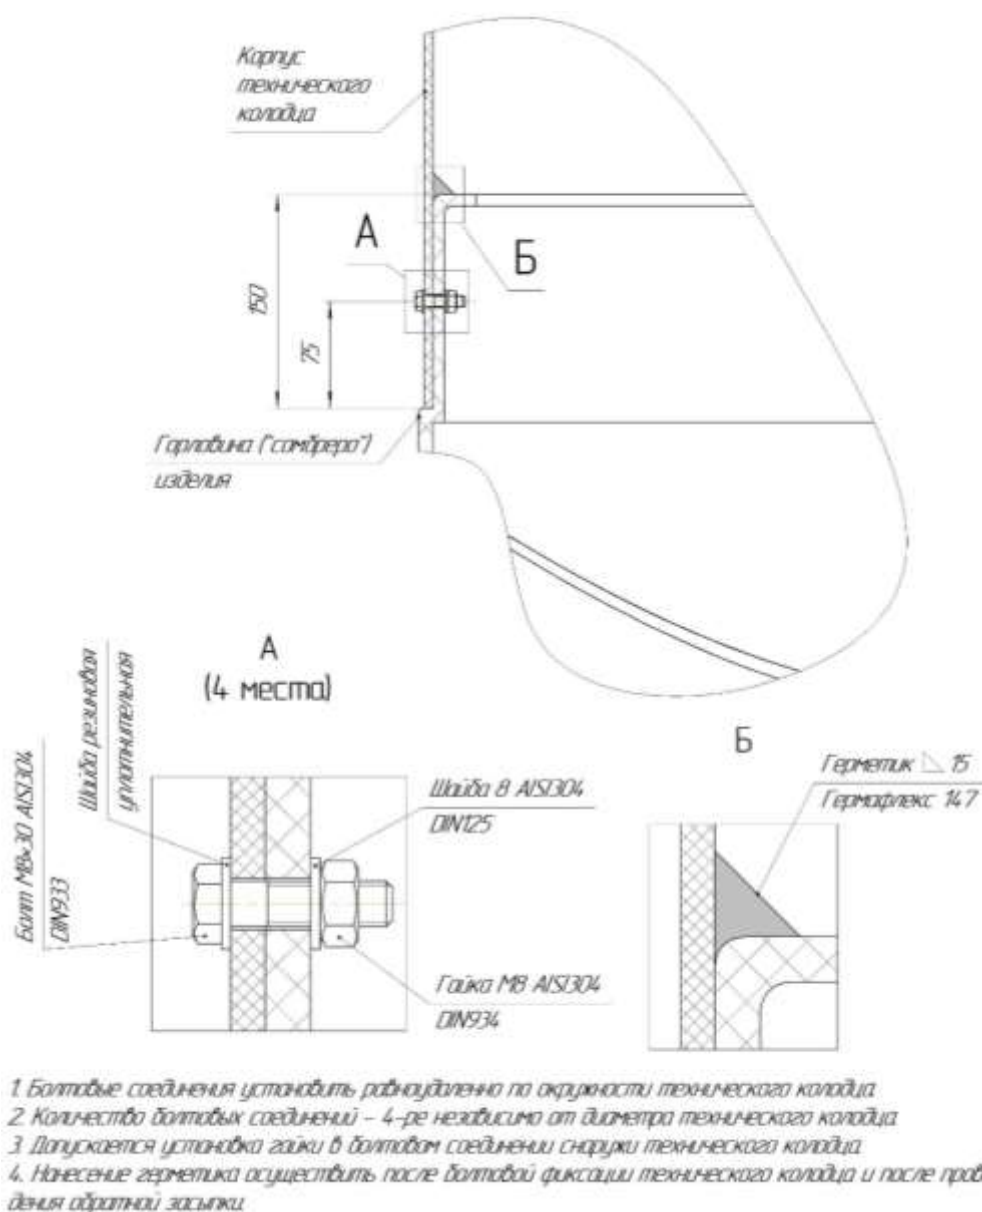 Корпус
технического
колодца
А
Б
150
75
Горловина ("сомбреро")
изделия
А
(4 места)
Шайба резиновая
уплотнительная
Болт М8х30 AISI304
DIN933
Шайба 8 AISI304
DIN125
Гайка М8 AISI304
DIN934
Б
Герметик 15
Гермафлекс 147
1. Болтовые соединения установить равноудаленно по окружности технического колодца
2. Количество болтовых соединений - 4-ре независимо от диаметра технического колодца
3. Допускается установка гайки в болтовом соединении снаружи технического колодца
4. Нанесение герметика осуществить после болтовой фиксации технического колодца и после пров
дения обратной засыпки